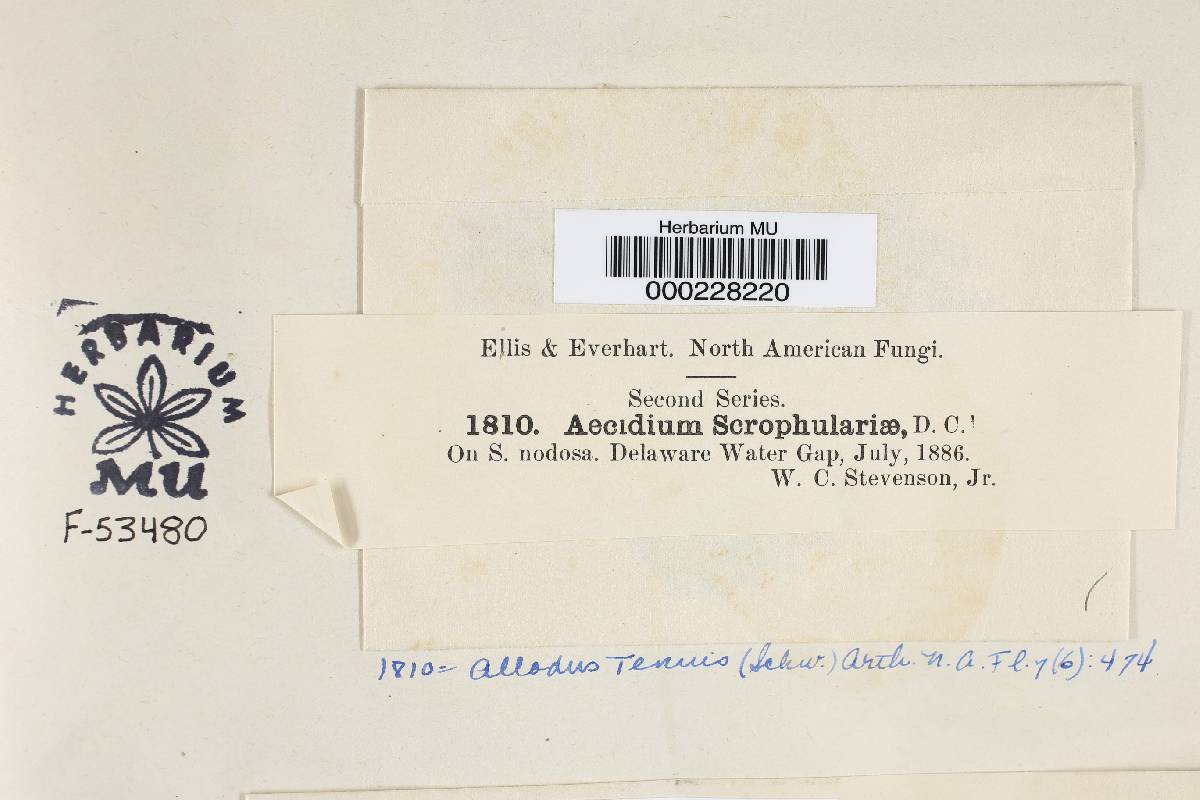 Herbarium MU
000228220
Ellis & Everhart. North American Fungi.
Second Series.
1810. Aecidium Scrophulariæ, D. C.
On S. nodosa. Delaware Water Gap, July, 1886.
W. C. Stevenson, Jr.
HERBARIUM
MU
F-53480
1810= Allodus Tenuis (Schw.) Arth. N. A. Fl. 7(6): 474